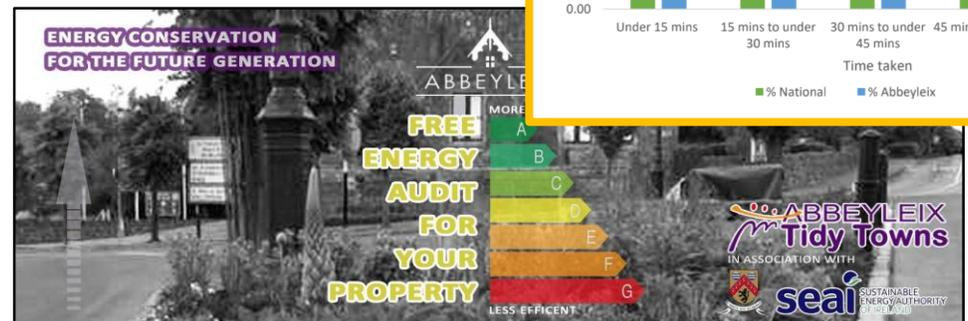 0.00
Under 15 mins
15 mins to under
30 mins
30 mins to under
45 mins
Time taken
% National
% Abbeyleix
ENERGY CONSERVATION
FOR THE FUTURE GENERATION
FREE
ENERGY
AUDIT
FOR
YOUR
PROPERTY
A
B
C
D
E
F
G
LESS EFFICENT
ABBEYLEIX
Tidy Towns
IN ASSOCIATION WITH
seai
SUSTAINABLE
ENERGY AUTHORITY
OF IRELAND